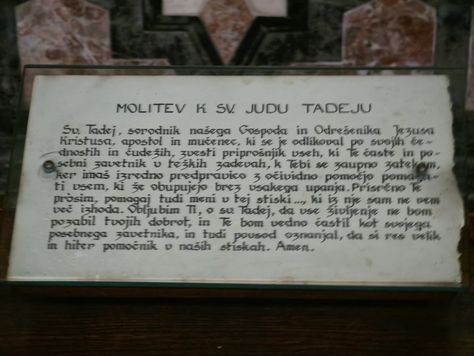 MOLITEV K SV. JUDU TADEJU
Sv. Tadej, sorodnik našega Gospoda in Odrešenika Jezusa
Kristusa, apostol in mučenec, ki se je odlikoval po svojih čed-
nostih in čudežih, zvesti priprošnjik vseh, ki Te časte in po-
sebni zavetnik v težkih zadevah, k Tebi se zaupno zatekam,
ker imaš izredno predpravico z očividno pomočjo pomaga-
ti vsem, ki že obupujejo brez vsakega upanja. Prisrčno Te
prosim, pomagaj tudi meni v tej stiski..., ki iz nje sam ne vem
več izhoda. Obljubim Ti, o sv. Tadej, da vse življenje ne bom
pozabil tvojih dobrot, in Te bom vedno častil kot svojega
posebnega zavetnika, in tudi povsod oznanjal, da si res velik
in hiter pomočnik v naših stiskah. Amen.